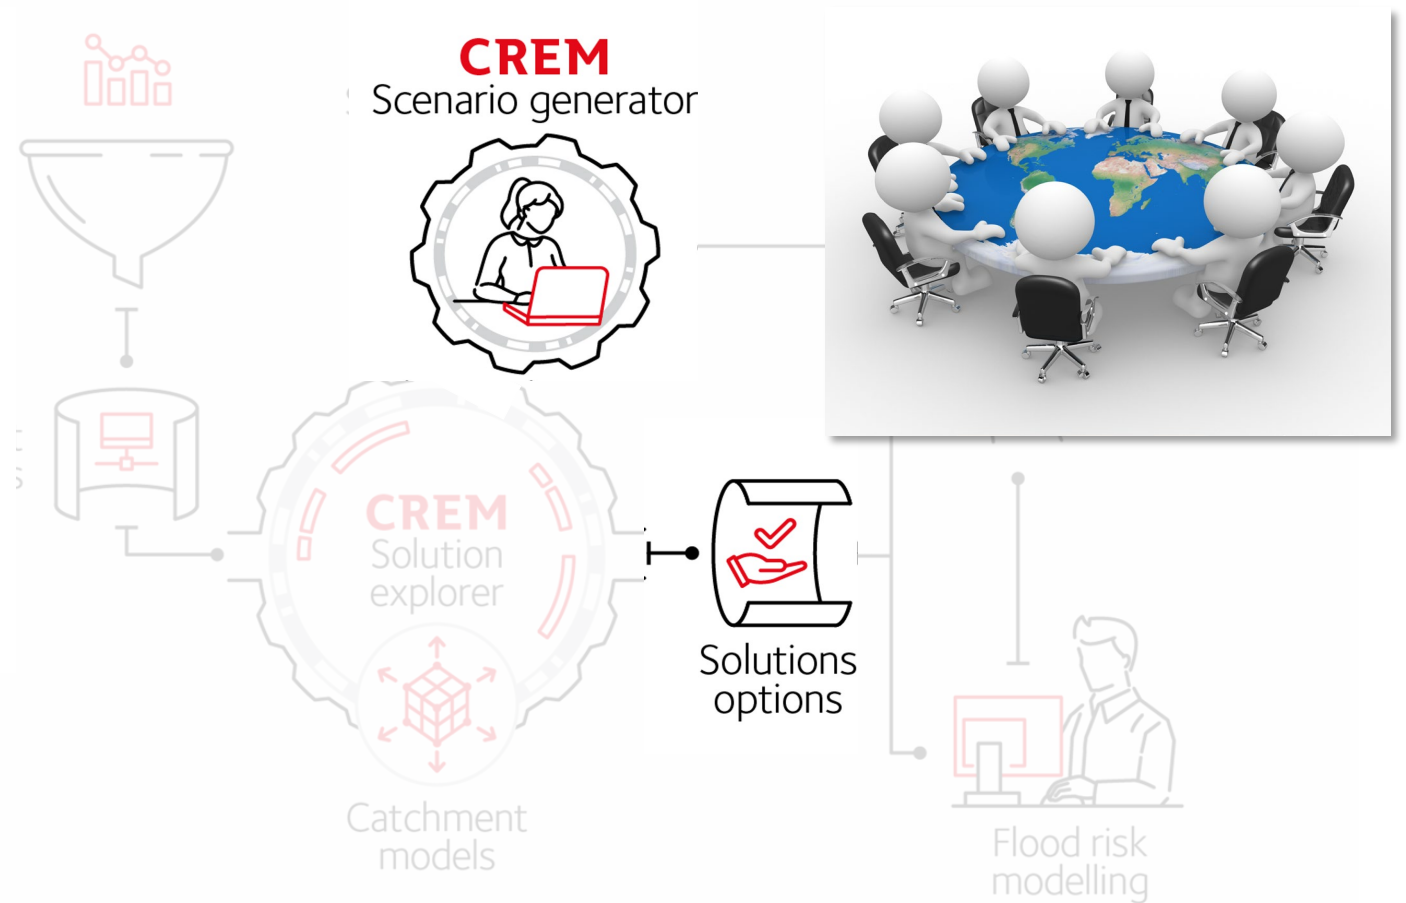 CREM
Scenario generator
CREM
Solution
explorer
Solutions
options
Catchment
models
Flood risk
modelling